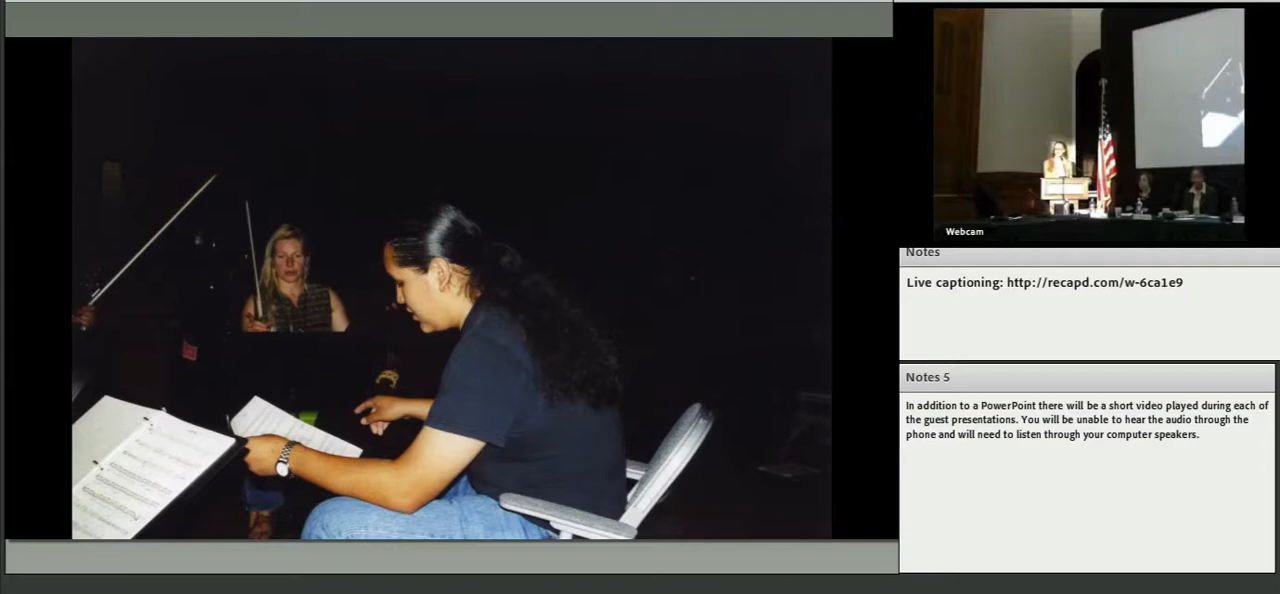 Webcam
Notes
Live captioning: http://recapd.com/w-6ca1e9
Notes 5
In addition to a PowerPoint there will be a short video played during each of
the guest presentations. You will be unable to hear the audio through the
phone and will need to listen through your computer speakers.